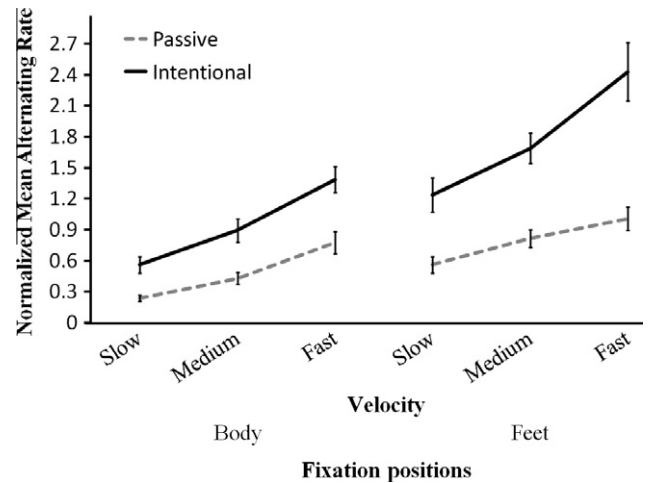 Normalized Mean Alternating Rate
2.7
2.4
2.1
1.8
1.5
1.2
0.9
0.6
0.3
0
Passive
Intentional
Slow Medium Fast Slow Medium Fast
Velocity
Body Feet
Fixation positions